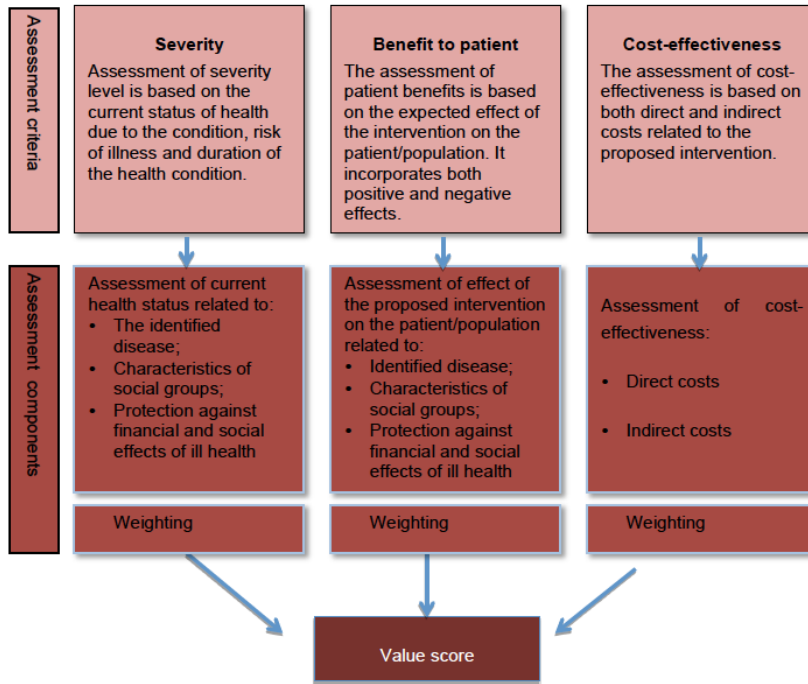 Assessment criteria
Severity
Assessment of severity
level is based on the
current status of health
due to the condition, risk
of illness and duration of
the health condition.
Benefit to patient
The assessment of
patient benefits is based
on the expected effect of
the intervention on the
patient/population. It
incorporates both
positive and negative
effects.
Cost-effectiveness
The assessment of cost-
effectiveness is based on
both direct and indirect
costs related to the
proposed intervention.
Assessment components
Assessment of current
health status related to:
• The identified
disease;
• Characteristics of
social groups;
• Protection against
financial and social
effects of ill health
Assessment of effect of
the proposed intervention
on the patient/population
related to:
• Identified disease;
• Characteristics of
social groups;
• Protection against
financial and social
effects of ill health
Assessment of cost-
effectiveness:
• Direct costs
• Indirect costs
Weighting
Weighting
Weighting
Value score